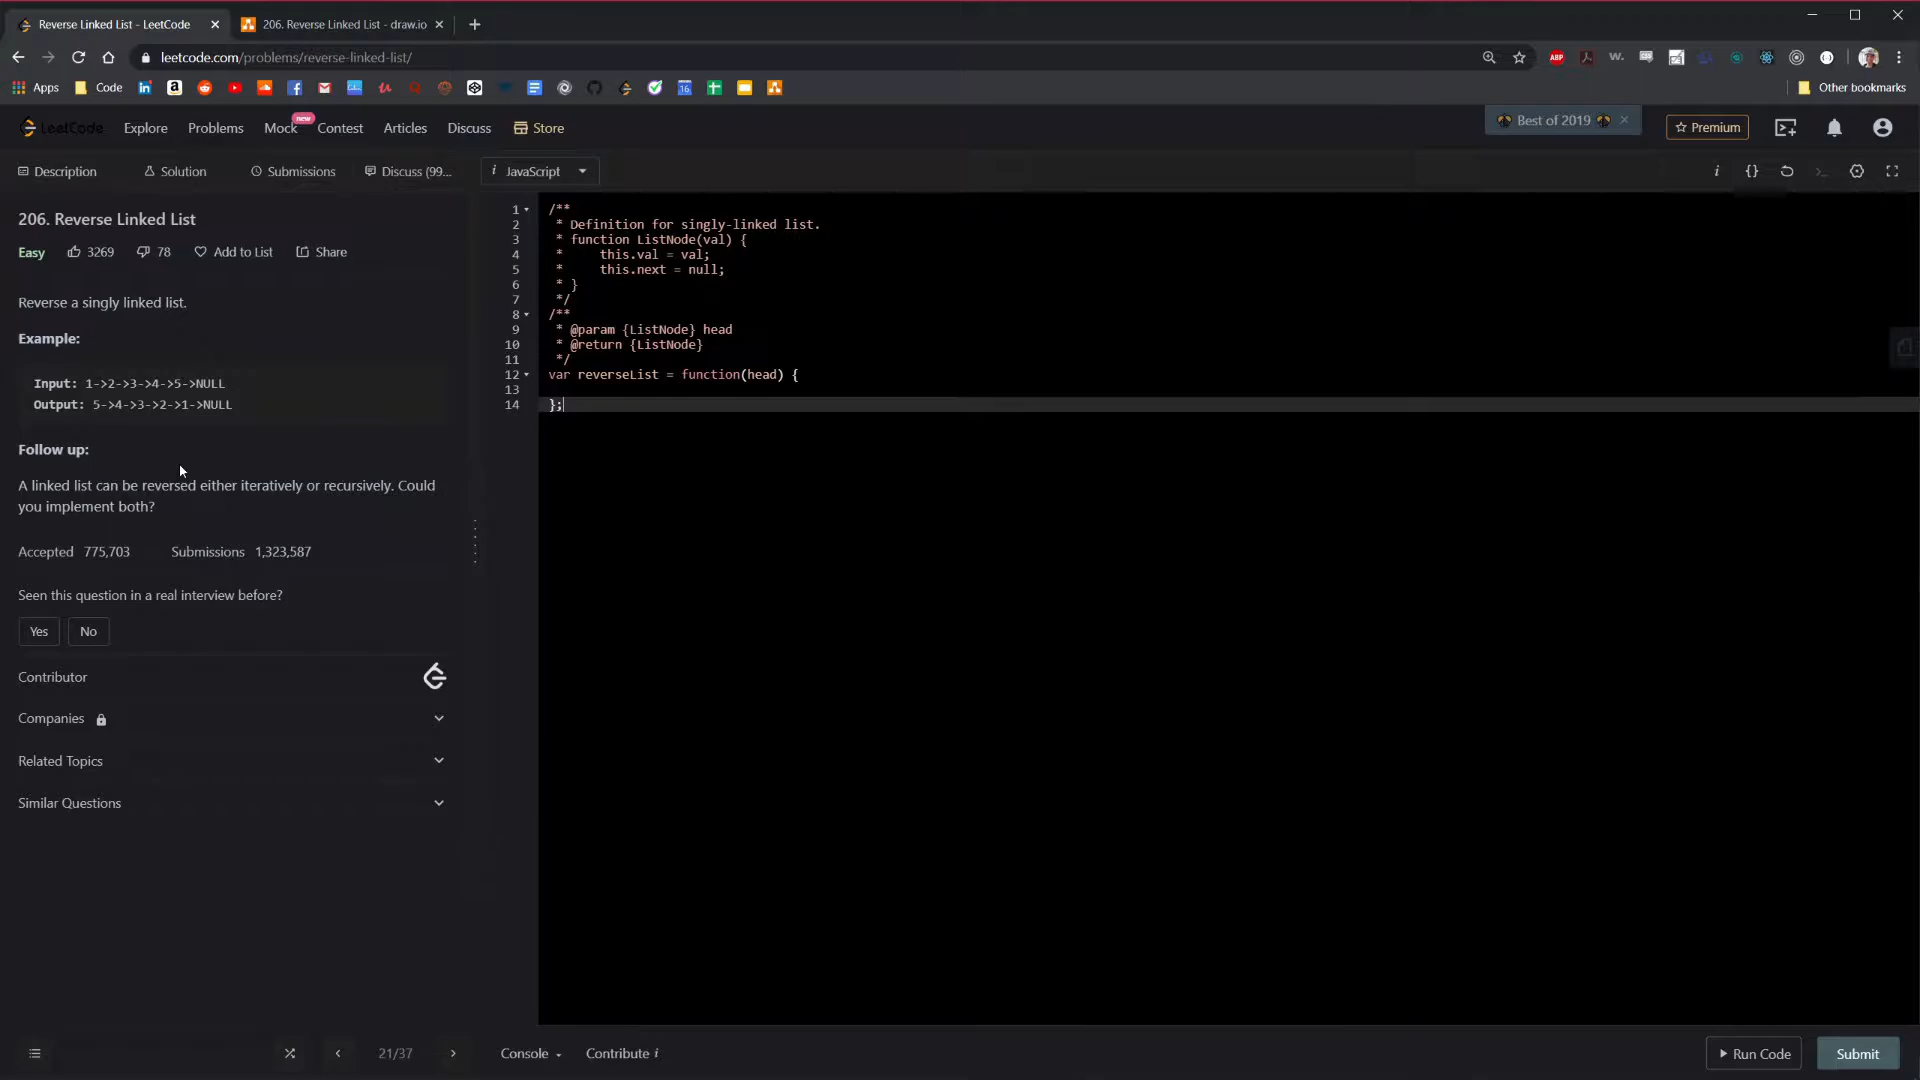 Reverse Linked List - LeetCode
206. Reverse Linked List - draw.io
leetcode.com/problems/reverse-linked-list/
ABP
W.
Apps
Code
16
Other bookmarks
LeetCode
Explore
Problems
Mock
new
Contest
Articles
Discuss
Store
Best of 2019
Premium
Description
Solution
Submissions
Discuss (99...
i JavaScript
i
{}
206. Reverse Linked List
Easy
3269
78
Add to List
Share
Reverse a singly linked list.
Example:
Input: 1->2->3->4->5->NULL
Output: 5->4->3->2->1->NULL
Follow up:
A linked list can be reversed either iteratively or recursively. Could
you implement both?
Accepted 775,703 Submissions 1,323,587
Seen this question in a real interview before?
Yes
No
Contributor
Companies
Related Topics
Similar Questions
1 /**
2 * Definition for singly-linked list.
3 * function ListNode(val) {
4 * this.val = val;
5 * this.next = null;
6 * }
7 */
8 /**
9 * @param {ListNode} head
10 * @return {ListNode}
11 */
12 var reverseList = function(head) {
13
14 };
21/37
Console
Contribute i
Run Code
Submit